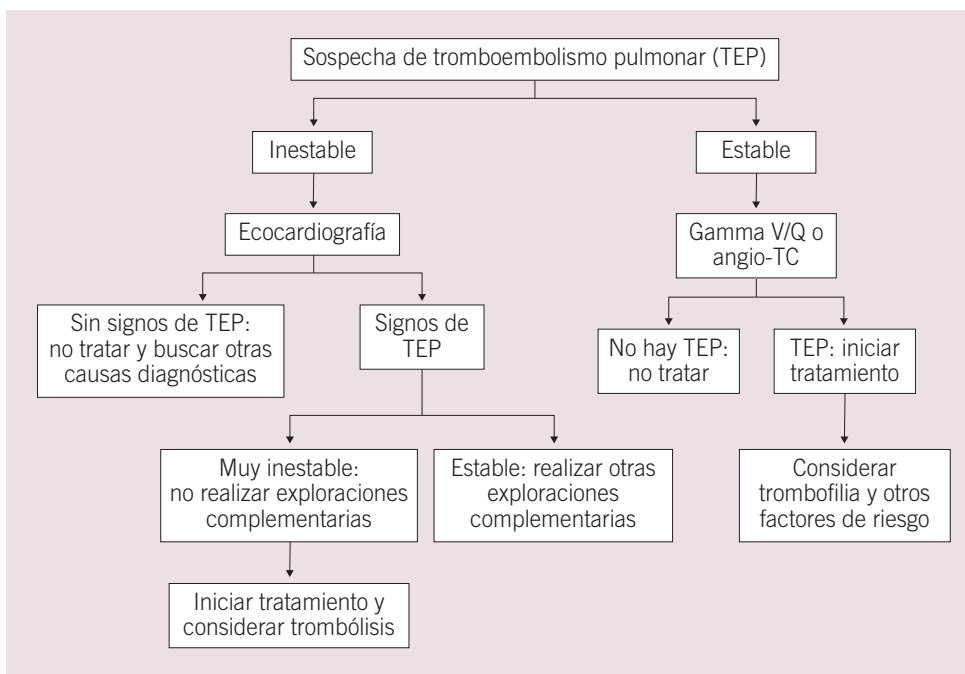 Sospecha de tromboembolismo pulmonar (TEP)
Inestable
Estable
Ecocardiografía
Gamma V/Q o
angio-TC
Sin signos de TEP:
no tratar y buscar otras
causas diagnósticas
Signos de
TEP
No hay TEP:
no tratar
TEP: iniciar
tratamiento
Muy inestable:
no realizar exploraciones
complementarias
Estable: realizar otras
exploraciones
complementarias
Considerar
trombofilia y otros
factores de riesgo
Iniciar tratamiento y
considerar trombólisis